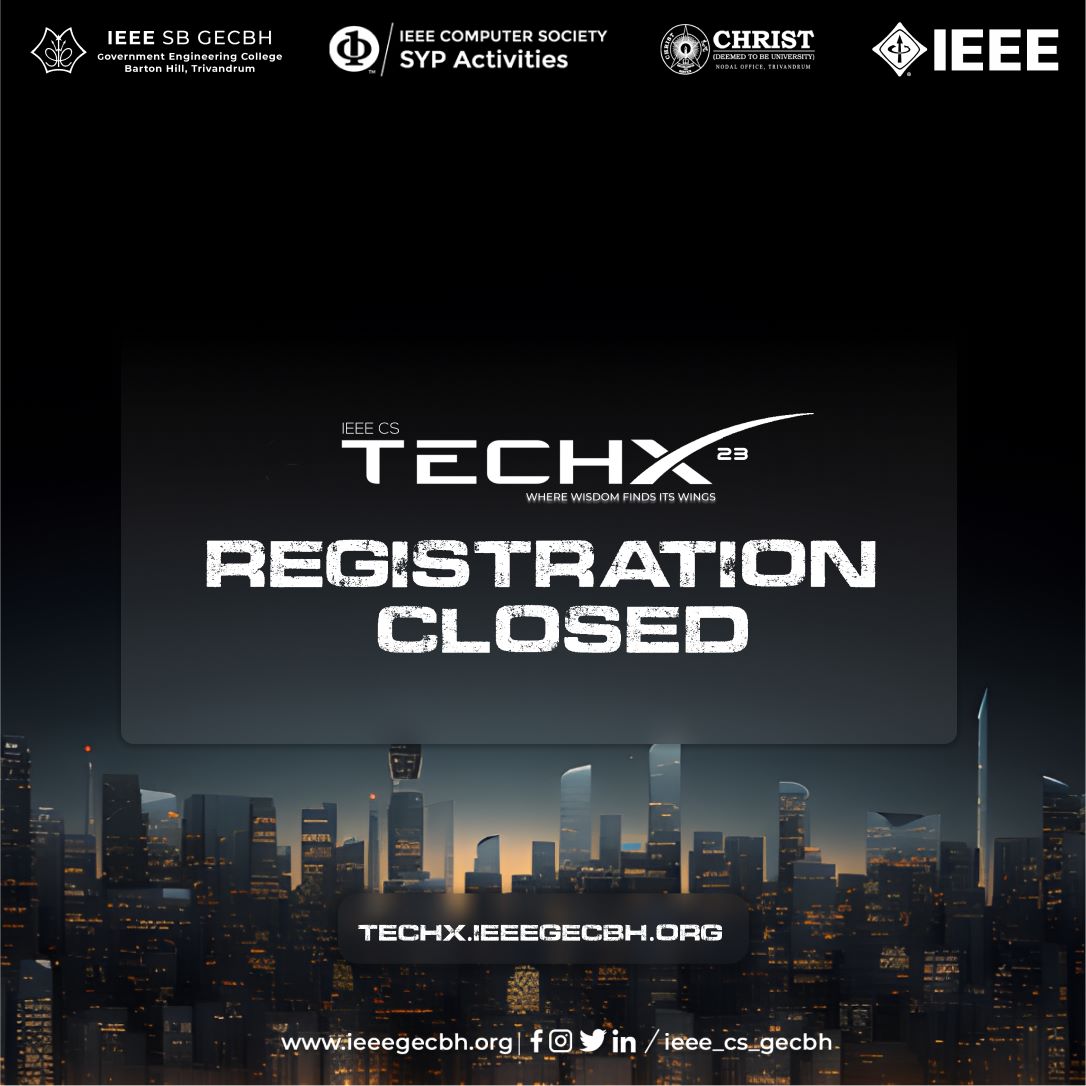 IEEE SB GECBH
Government Engineering College
Barton Hill, Trivandrum
IEEE COMPUTER SOCIETY
SYP Activities
TM
CHRIST
(DEEMED TO BE UNIVERSITY)
NODAL OFFICE, TRIVANDRUM
IEEE
IEEE CS
TECHX 23
WHERE WISDOM FINDS ITS WINGS
REGISTRATION
CLOSED
TECHX.IEEEGECBH.ORG
www.ieeegecbh.org| /ieee_cs_gecbh